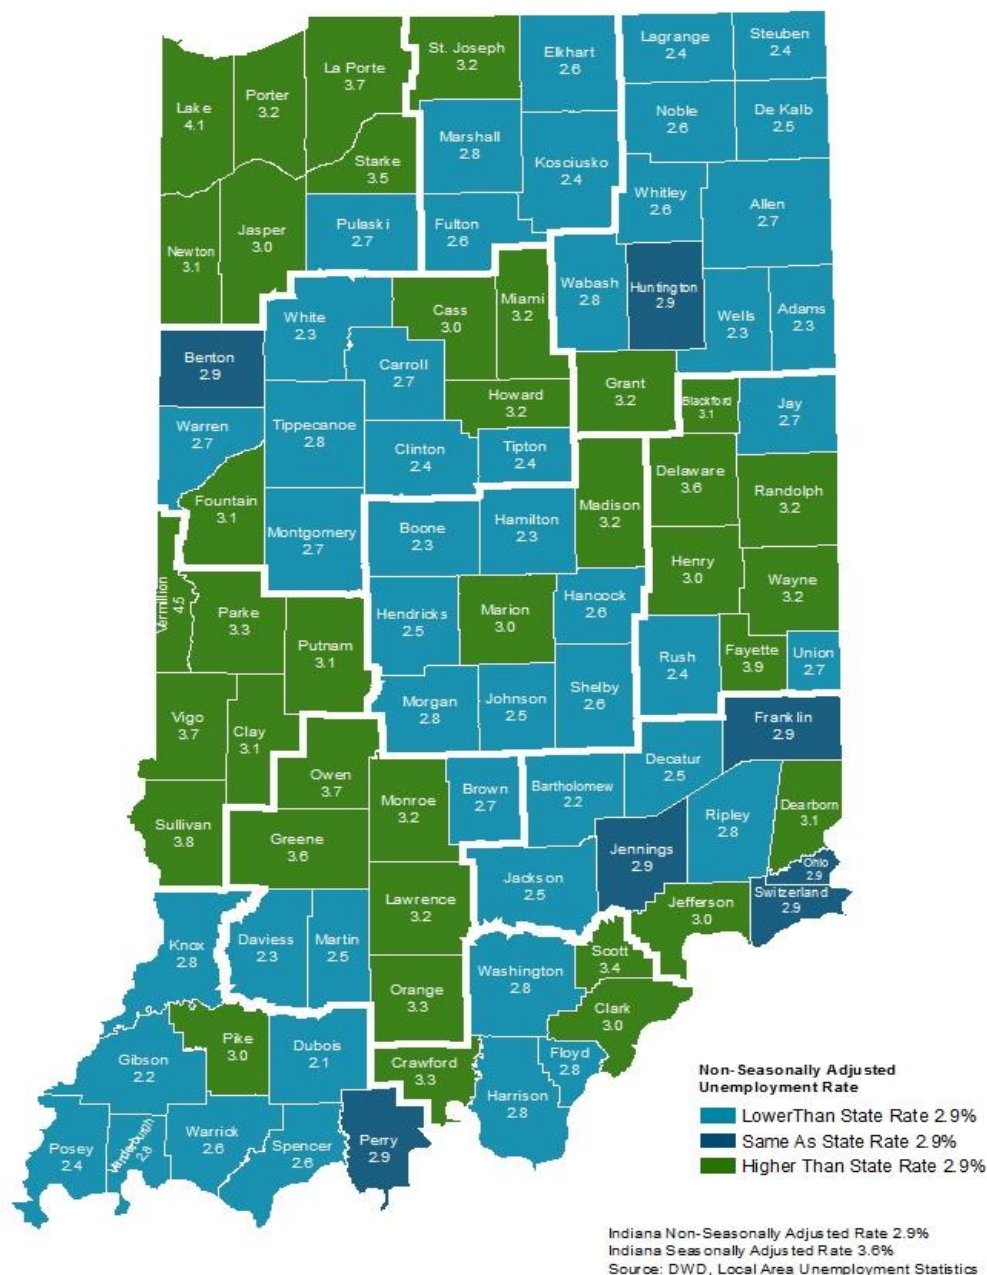 Lagrange
2.4
Steuben
2.4
St. Joseph
3.2
Elkhart
2.6
La Porte
3.7
Porter
3.2
Lake
4.1
Noble
2.6
De Kalb
2.5
Marshall
2.8
Starke
3.5
Kosciusko
2.4
Whitley
2.6
Allen
2.7
Pulaski
2.7
Fulton
2.6
Jasper
3.0
Newton
3.1
Wabash
2.8
Huntington
2.9
Miami
3.2
Cass
3.0
White
2.3
Wells
2.3
Adams
2.3
Benton
2.9
Carroll
2.7
Grant
3.2
Howard
3.2
Blackford
3.1
Jay
2.7
Warren
2.7
Tippecanoe
2.8
Clinton
2.4
Tipton
2.4
Delaware
3.6
Randolph
3.2
Fountain
3.1
Montgomery
2.7
Boone
2.3
Hamilton
2.3
Madison
3.2
Henry
3.0
Wayne
3.2
Vermillion
4.5
Parke
3.3
Putnam
3.1
Hendricks
2.5
Marion
3.0
Hancock
2.6
Rush
2.4
Fayette
3.9
Union
2.7
Morgan
2.8
Johnson
2.5
Shelby
2.6
Vigo
3.7
Clay
3.1
Franklin
2.9
Owen
3.7
Monroe
3.2
Brown
2.7
Bartholomew
2.2
Decatur
2.5
Ripley
2.8
Dearborn
3.1
Sullivan
3.8
Greene
3.6
Jennings
2.9
Ohio
2.9
Switzerland
2.9
Jackson
2.5
Jefferson
3.0
Lawrence
3.2
Knox
2.8
Daviess
2.3
Martin
2.5
Washington
2.8
Scott
3.4
Orange
3.3
Clark
3.0
Pike
3.0
Dubois
2.1
Gibson
2.2
Crawford
3.3
Floyd
2.8
Harrison
2.8
Posey
2.4
Vanderburgh
2.8
Warrick
2.6
Spencer
2.6
Perry
2.9
Non-Seasonally Adjusted
Unemployment Rate
LowerThan State Rate 2.9%
Same As State Rate 2.9%
Higher Than State Rate 2.9%
Indiana Non-Seasonally Adjusted Rate 2.9%
Indiana Seasonally Adjusted Rate 3.6%
Source: DWD, Local Area Unemployment Statistics